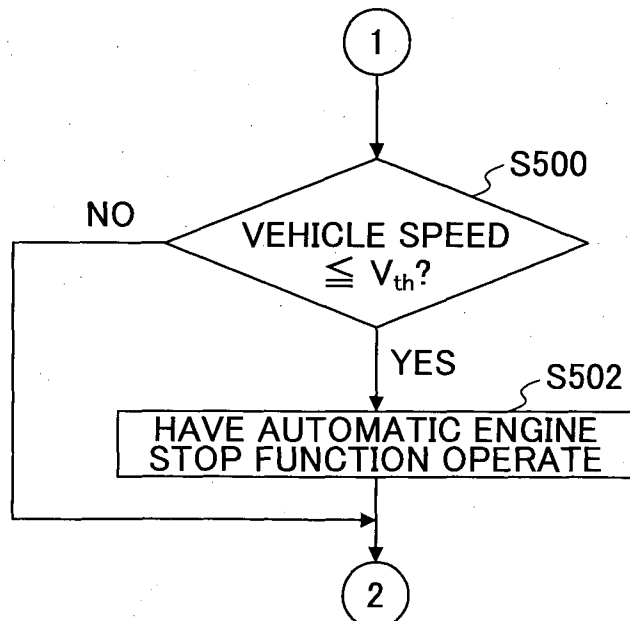 1
S500
NO
VEHICLE SPEED
≦ Vth?
YES
S502
HAVE AUTOMATIC ENGINE
STOP FUNCTION OPERATE
2